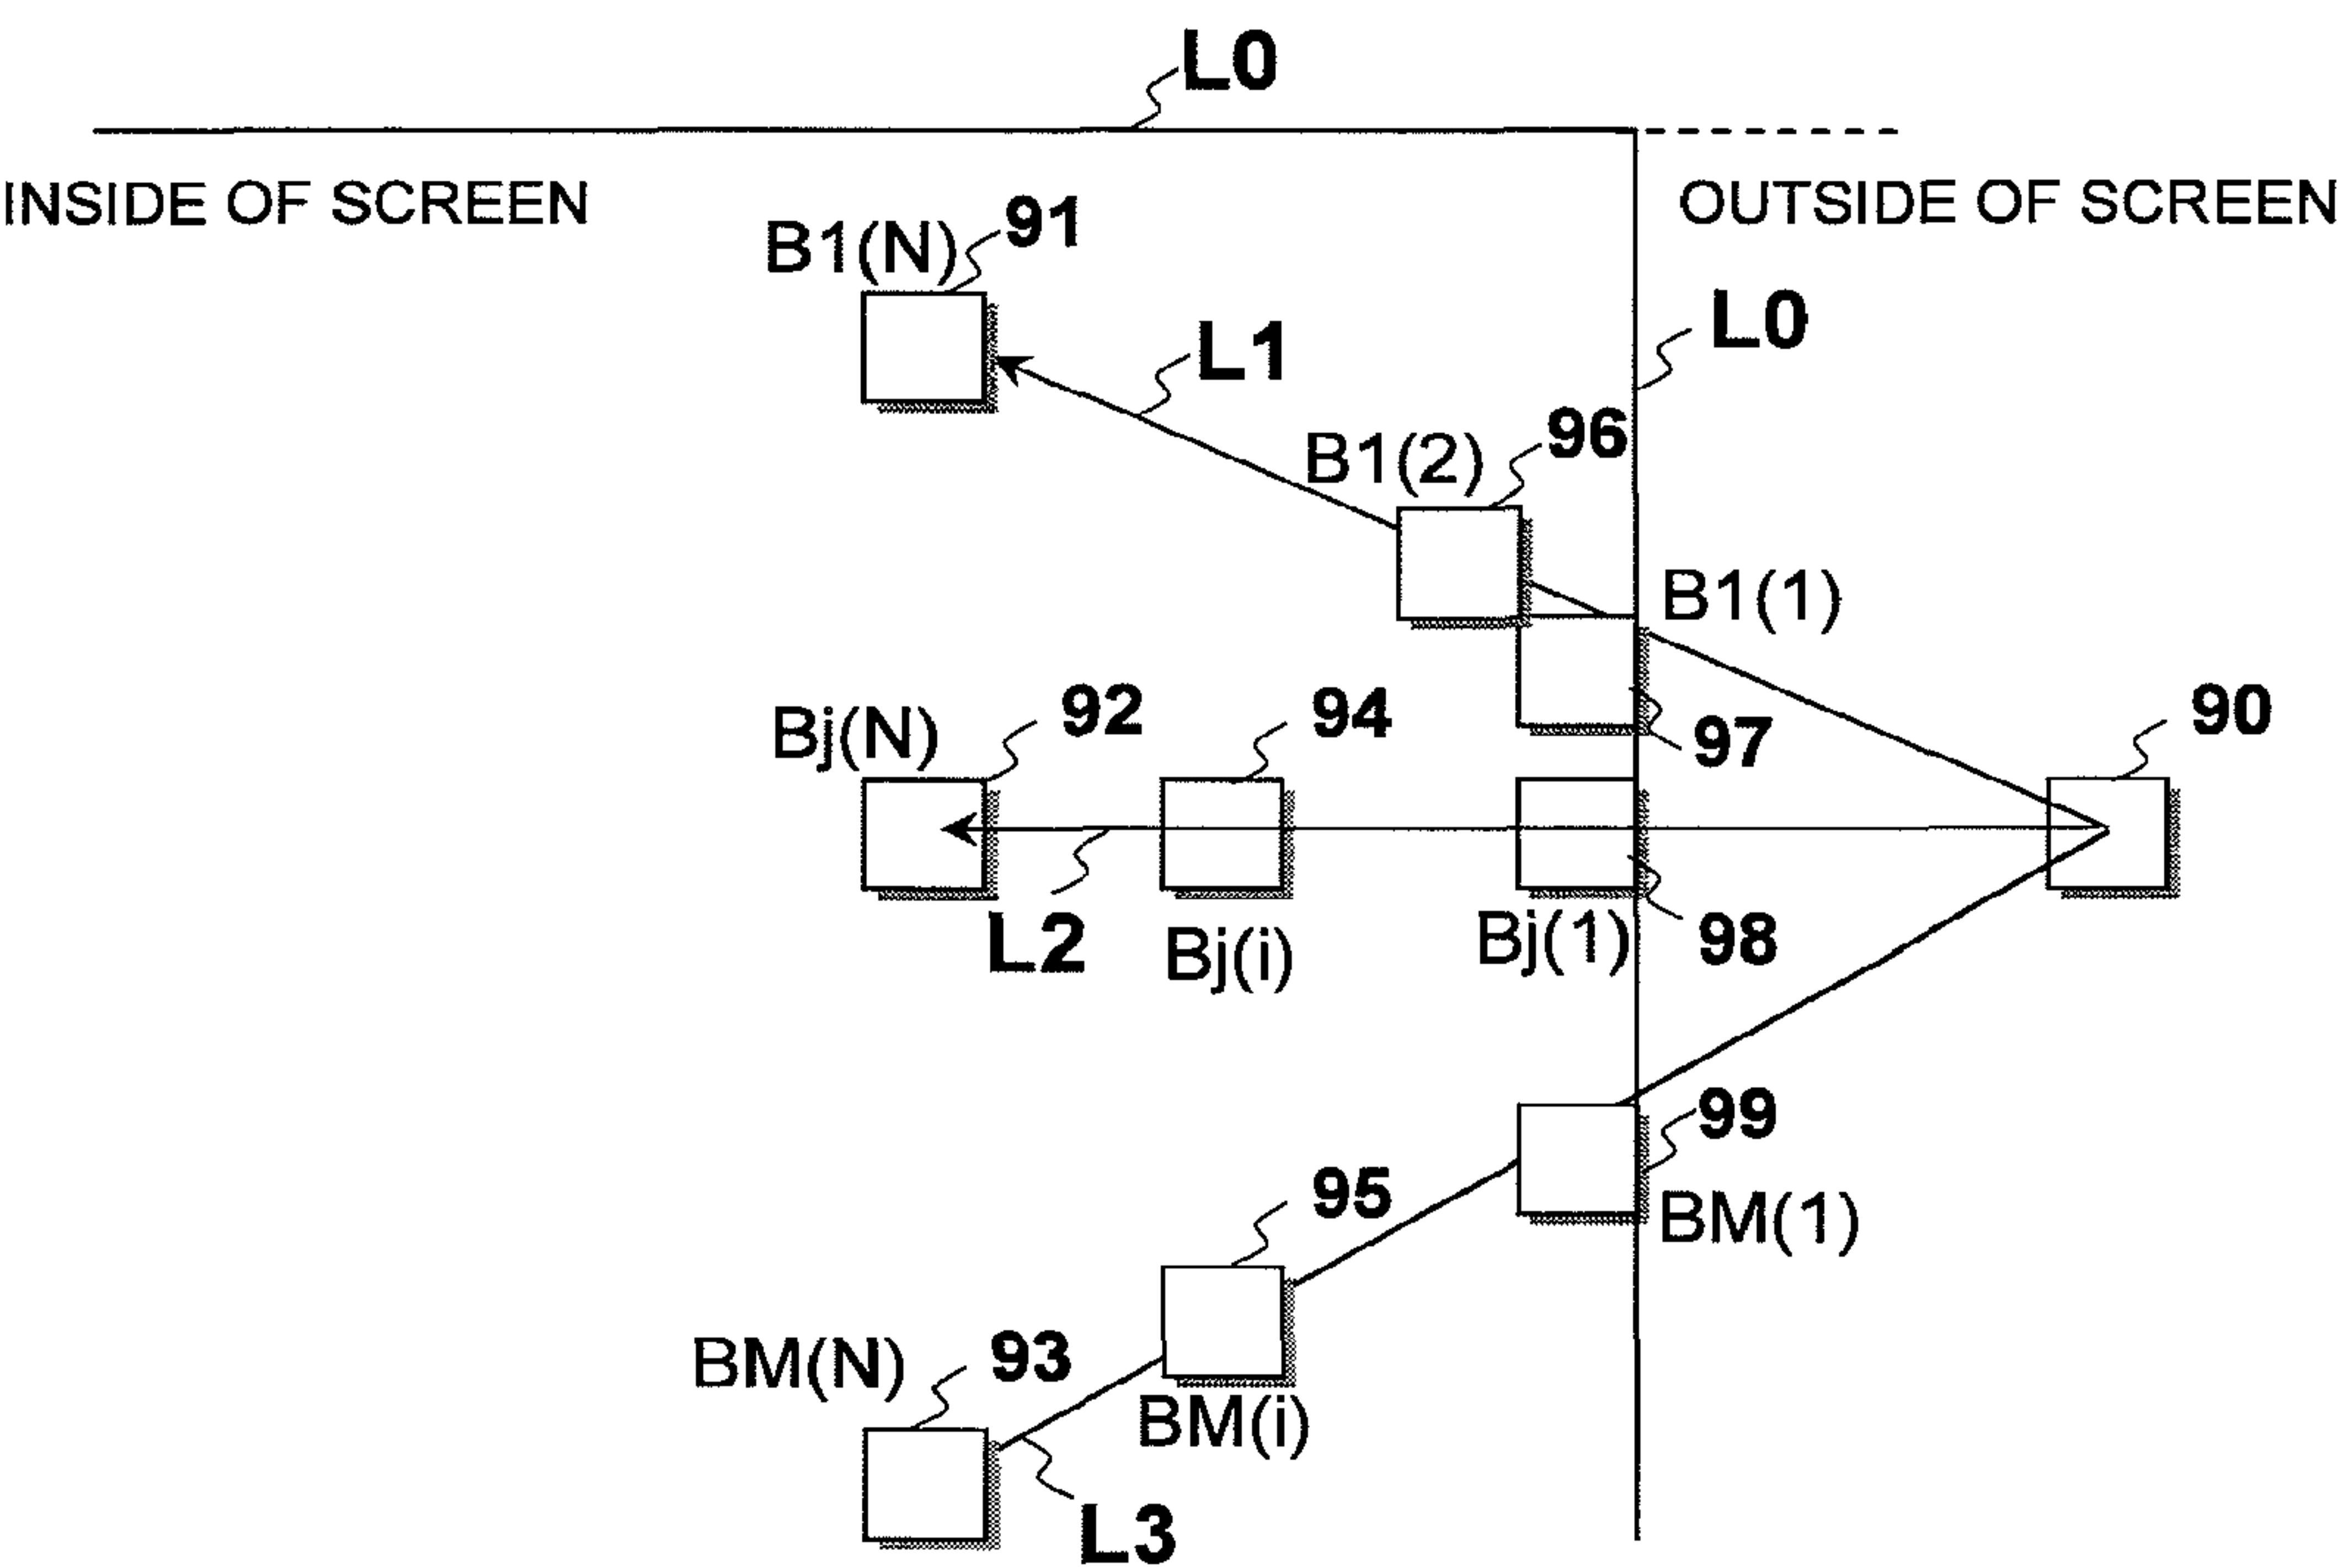 L0
INSIDE OF SCREEN
OUTSIDE OF SCREEN
B1(N)
91
L0
L1
B1(2)
96
B1(1)
Bj(N)
92
94
97
90
L2
Bj(i)
Bj(1)
98
99
95
BM(1)
BM(N)
93
BM(i)
L3